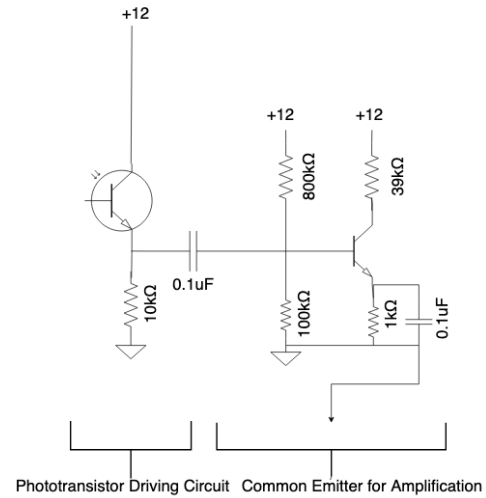 +12
+12
+12
800kΩ
39kΩ
0.1uF
10kΩ
100kΩ
1kΩ
0.1uF
Phototransistor Driving Circuit
Common Emitter for Amplification